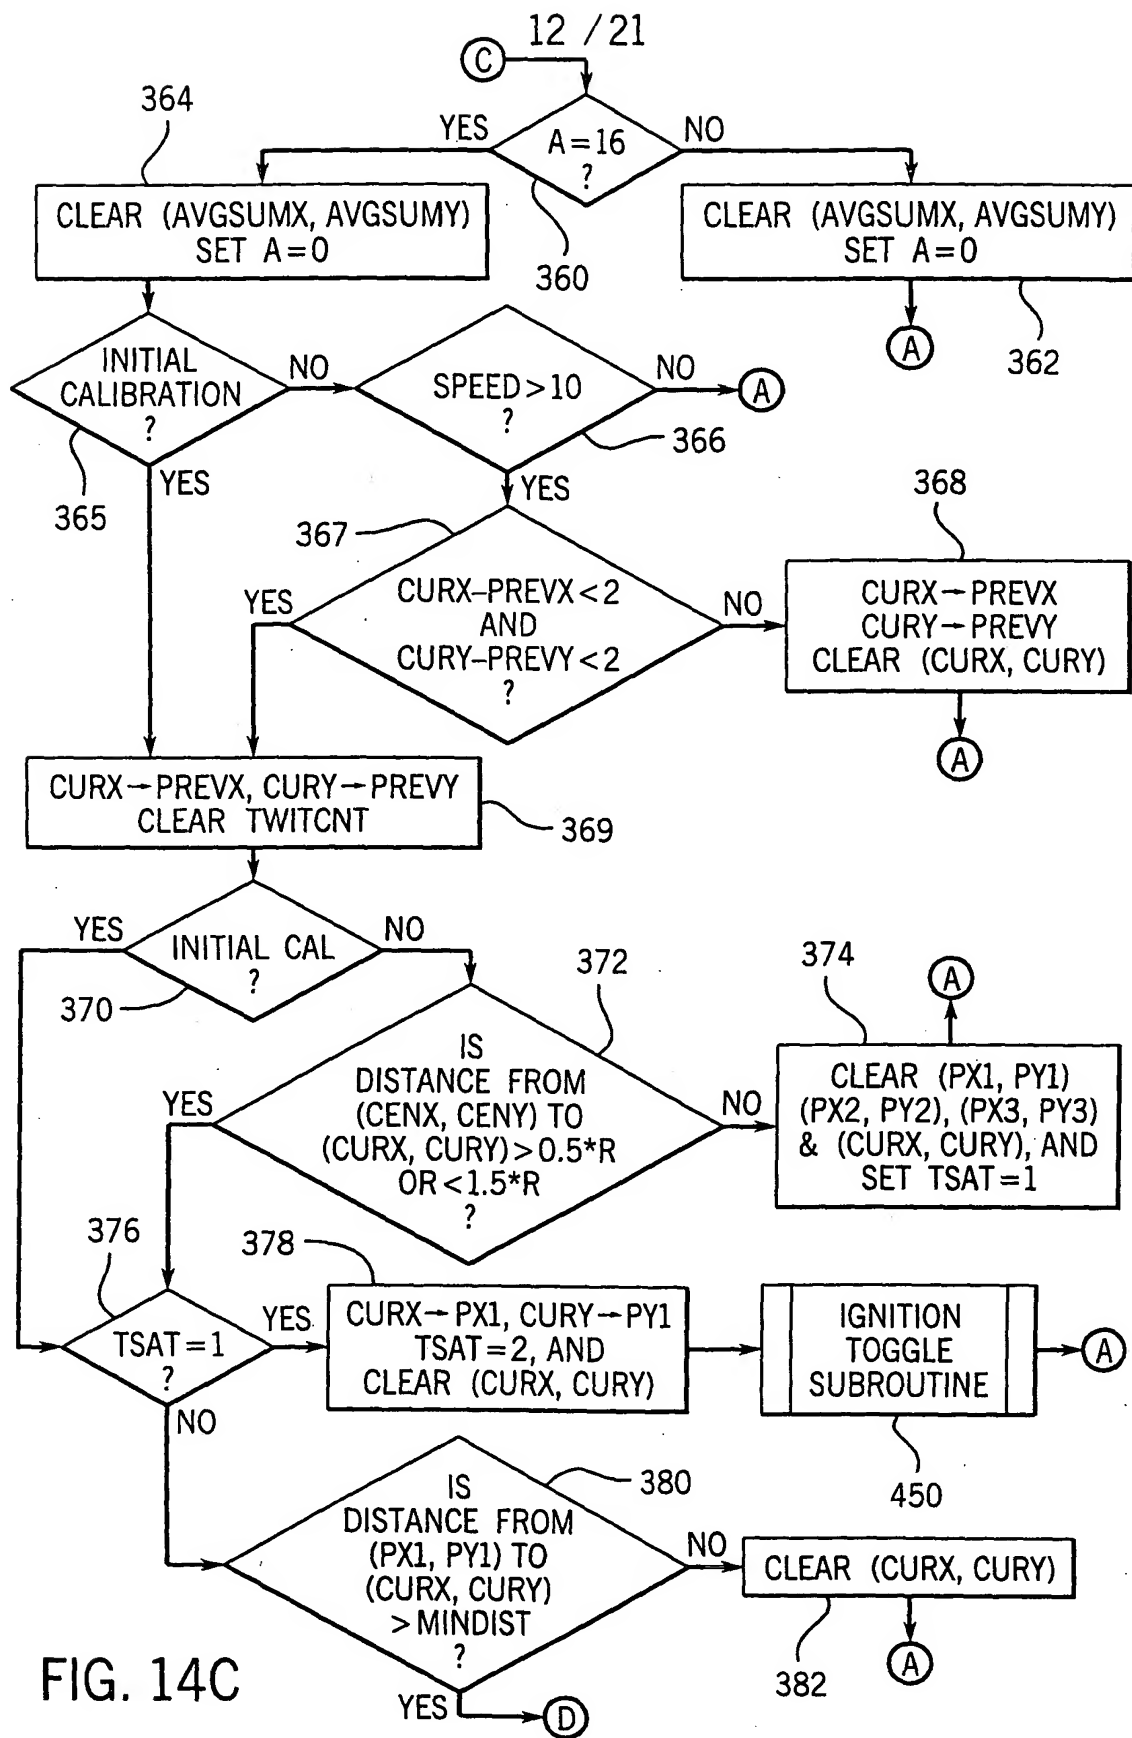 12 / 21
C
364
YES
A=16
?
NO
CLEAR (AVGSUMX, AVGSUMY)
SET A=0
360
CLEAR (AVGSUMX, AVGSUMY)
SET A=0
A
362
INITIAL
CALIBRATION
?
NO
SPEED>10
?
NO
A
366
365
YES
YES
367
368
YES
CURX–PREVX<2
AND
CURY–PREVY<2
?
NO
CURX→PREVX
CURY→PREVY
CLEAR (CURX, CURY)
A
CURX→PREVX, CURY→PREVY
CLEAR TWITCNT
369
YES
INITIAL CAL
?
NO
370
372
374
A
YES
IS
DISTANCE FROM
(CENX, CENY) TO
(CURX, CURY)>0.5*R
OR<1.5*R
?
NO
CLEAR (PX1, PY1)
(PX2, PY2), (PX3, PY3)
& (CURX, CURY), AND
SET TSAT=1
376
378
TSAT=1
?
YES
CURX→PX1, CURY→PY1
TSAT=2, AND
CLEAR (CURX, CURY)
IGNITION
TOGGLE
SUBROUTINE
A
NO
450
380
IS
DISTANCE FROM
(PX1, PY1) TO
(CURX, CURY)
>MINDIST
?
NO
CLEAR (CURX, CURY)
382
A
YES
D
FIG. 14C